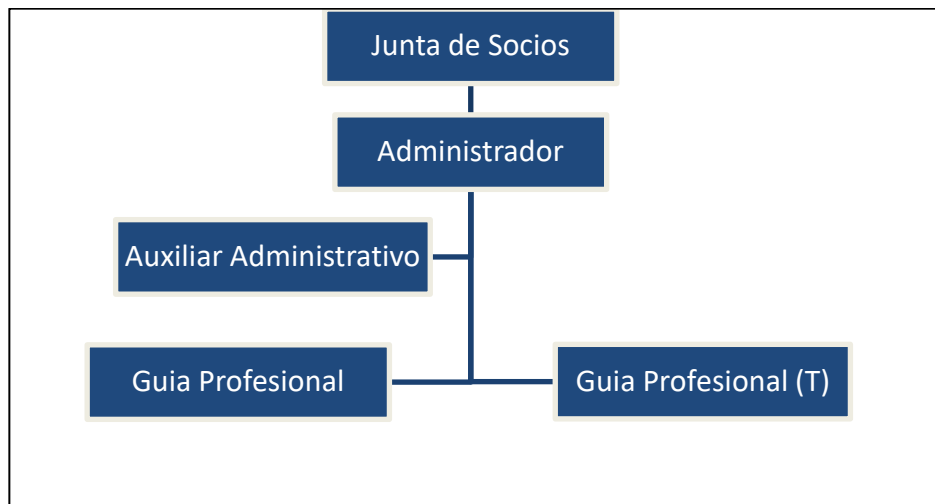 Junta de Socios
Administrador
Auxiliar Administrativo
Guia Profesional
Guia Profesional (T)